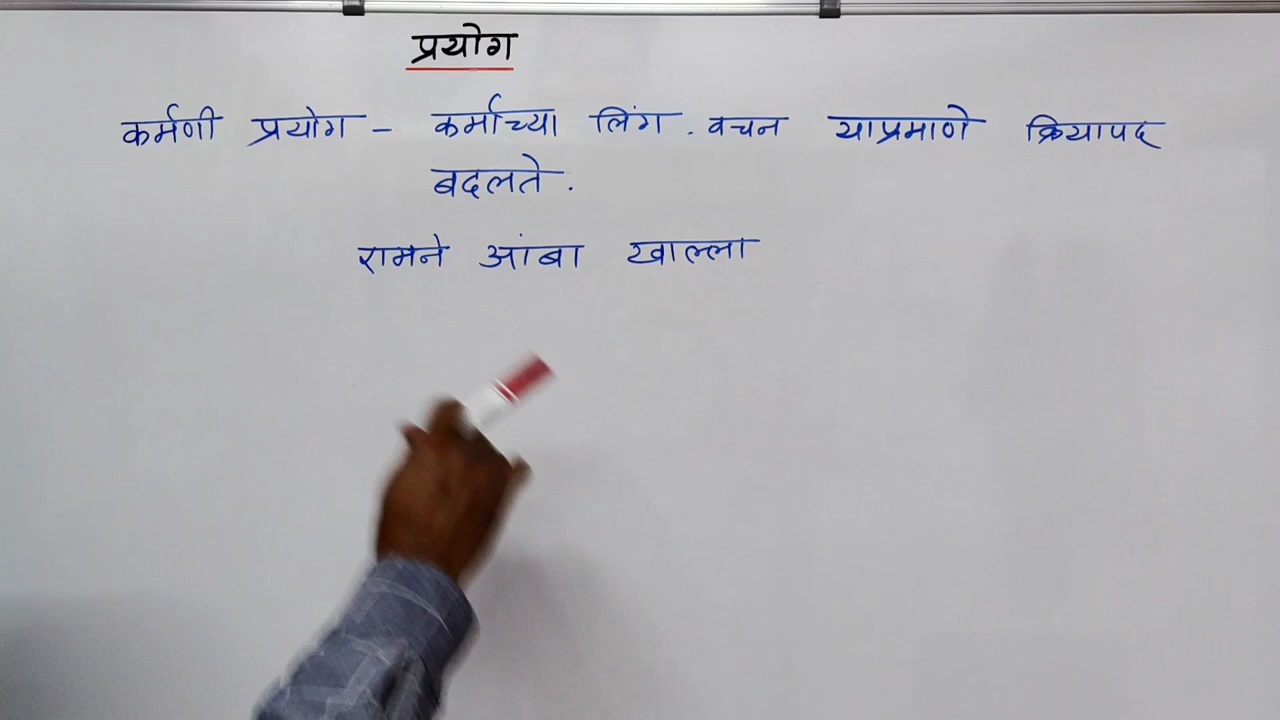 प्रयोग
कर्मणी प्रयोग - कर्माच्या लिंग. वचन याप्रमाणे क्रियापद
बदलते.
रामने आंबा खाल्ला